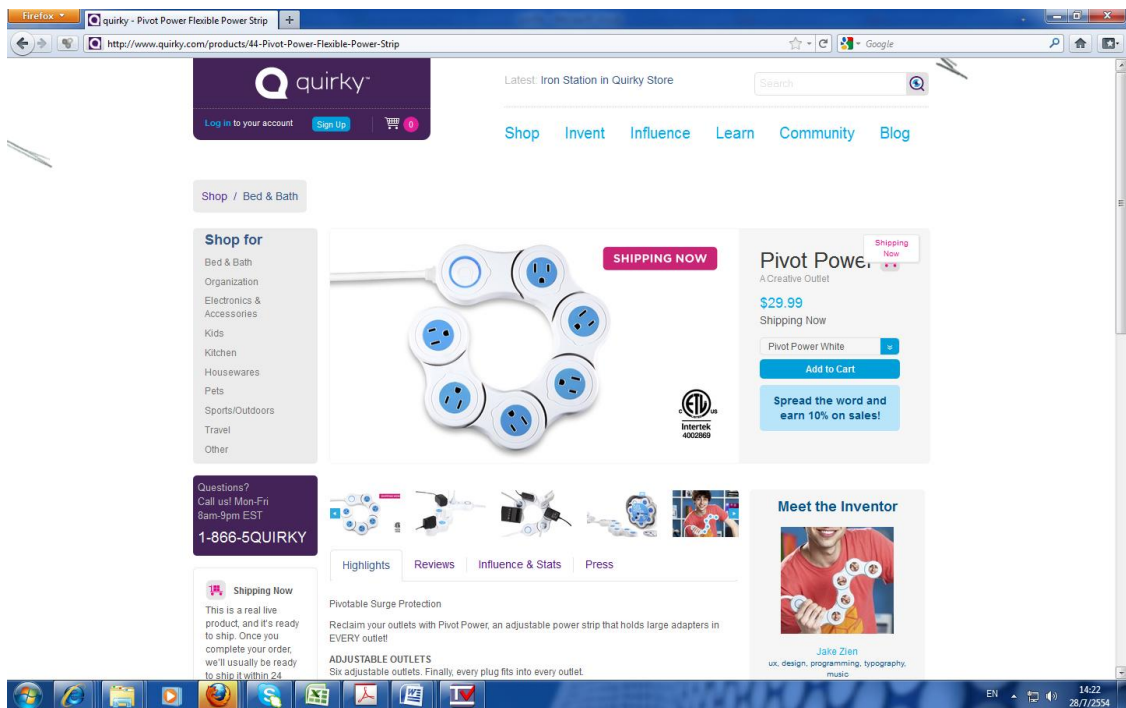 Firefox
quirky - Pivot Power Flexible Power Strip
http://www.quirky.com/products/44-Pivot-Power-Flexible-Power-Strip
Google
quirky
Latest: Iron Station in Quirky Store
Search
Log in to your account
Sign Up
0
Shop
Invent
Influence
Learn
Community
Blog
Shop / Bed & Bath
Shop for
Bed & Bath
Organization
Electronics &
Accessories
Kids
Kitchen
Housewares
Pets
Sports/Outdoors
Travel
Other
SHIPPING NOW
ETL
c
us
Intertek
4002869
Shipping
Now
Pivot Power
A Creative Outlet
$29.99
Shipping Now
Pivot Power White
Add to Cart
Spread the word and
earn 10% on sales!
Questions?
Call us! Mon-Fri
8am-9pm EST
1-866-5QUIRKY
Highlights
Reviews
Influence & Stats
Press
Meet the Inventor
Shipping Now
This is a real live
product, and it's ready
to ship. Once you
complete your order,
we'll usually be ready
to ship it within 24
Pivotable Surge Protection
Reclaim your outlets with Pivot Power, an adjustable power strip that holds large adapters in
EVERY outlet!
ADJUSTABLE OUTLETS
Six adjustable outlets. Finally, every plug fits into every outlet.
Jake Zien
ux, design, programming, typography,
music
EN
14:22
28/7/2554